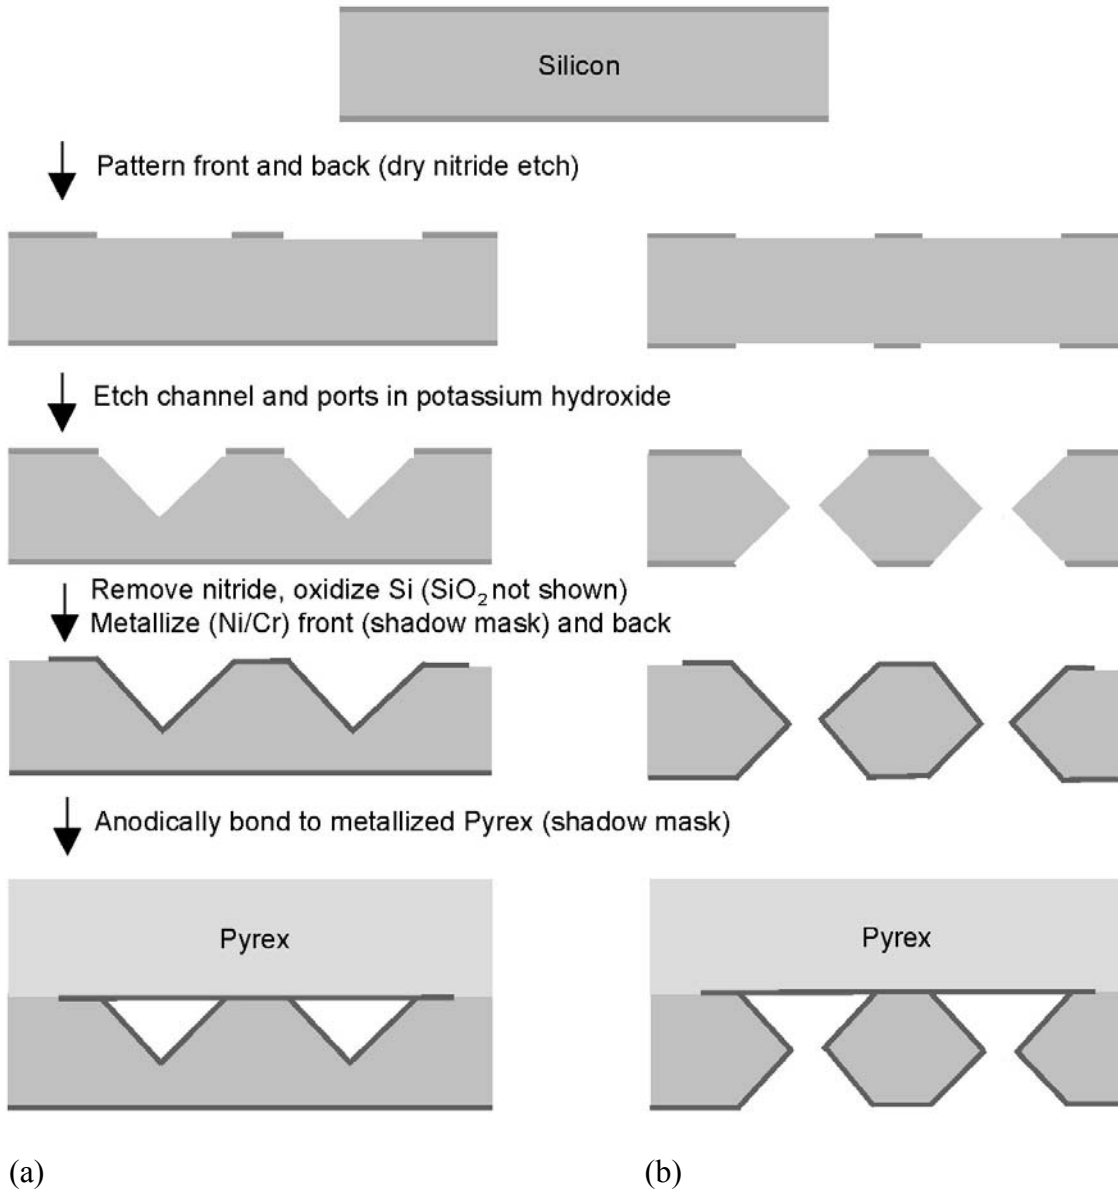 Silicon
Pattern front and back (dry nitride etch)
Etch channel and ports in potassium hydroxide
Remove nitride, oxidize Si (SiO₂ not shown)
Metallize (Ni/Cr) front (shadow mask) and back
Anodically bond to metallized Pyrex (shadow mask)
Pyrex
Pyrex
(a)
(b)